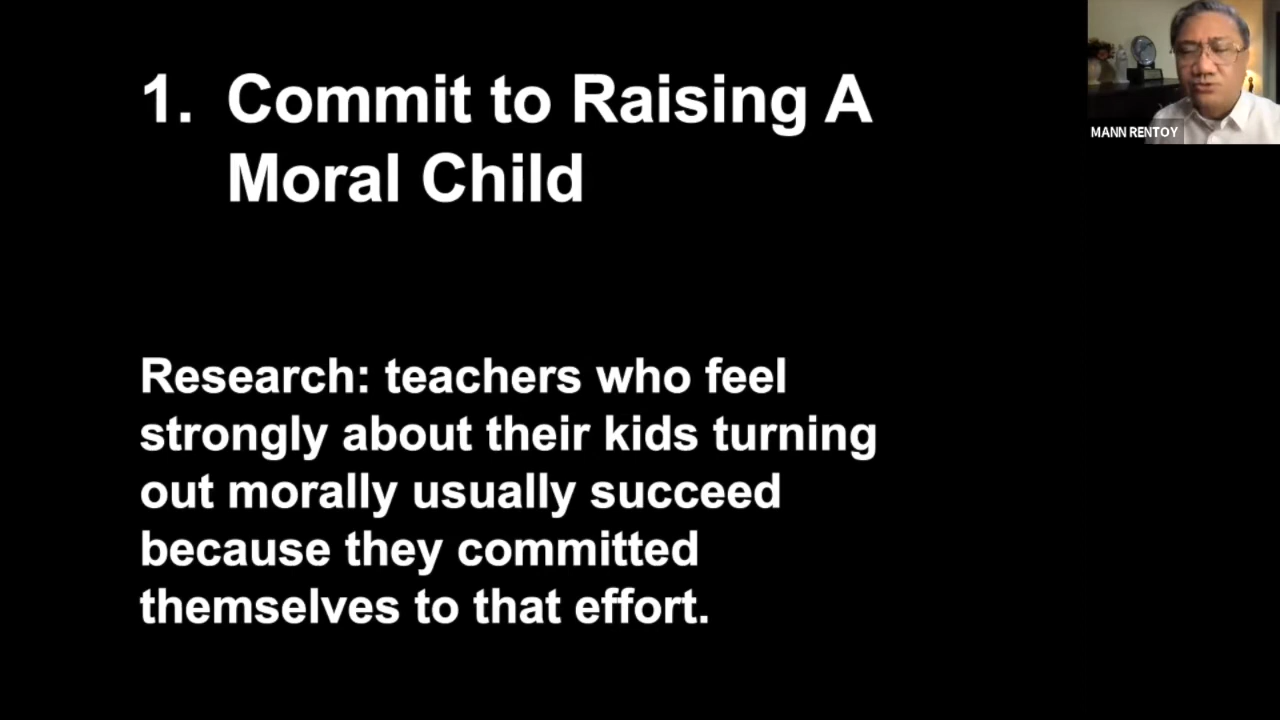 1. Commit to Raising A
Moral Child
Research: teachers who feel
strongly about their kids turning
out morally usually succeed
because they committed
themselves to that effort.
MANN RENTOY